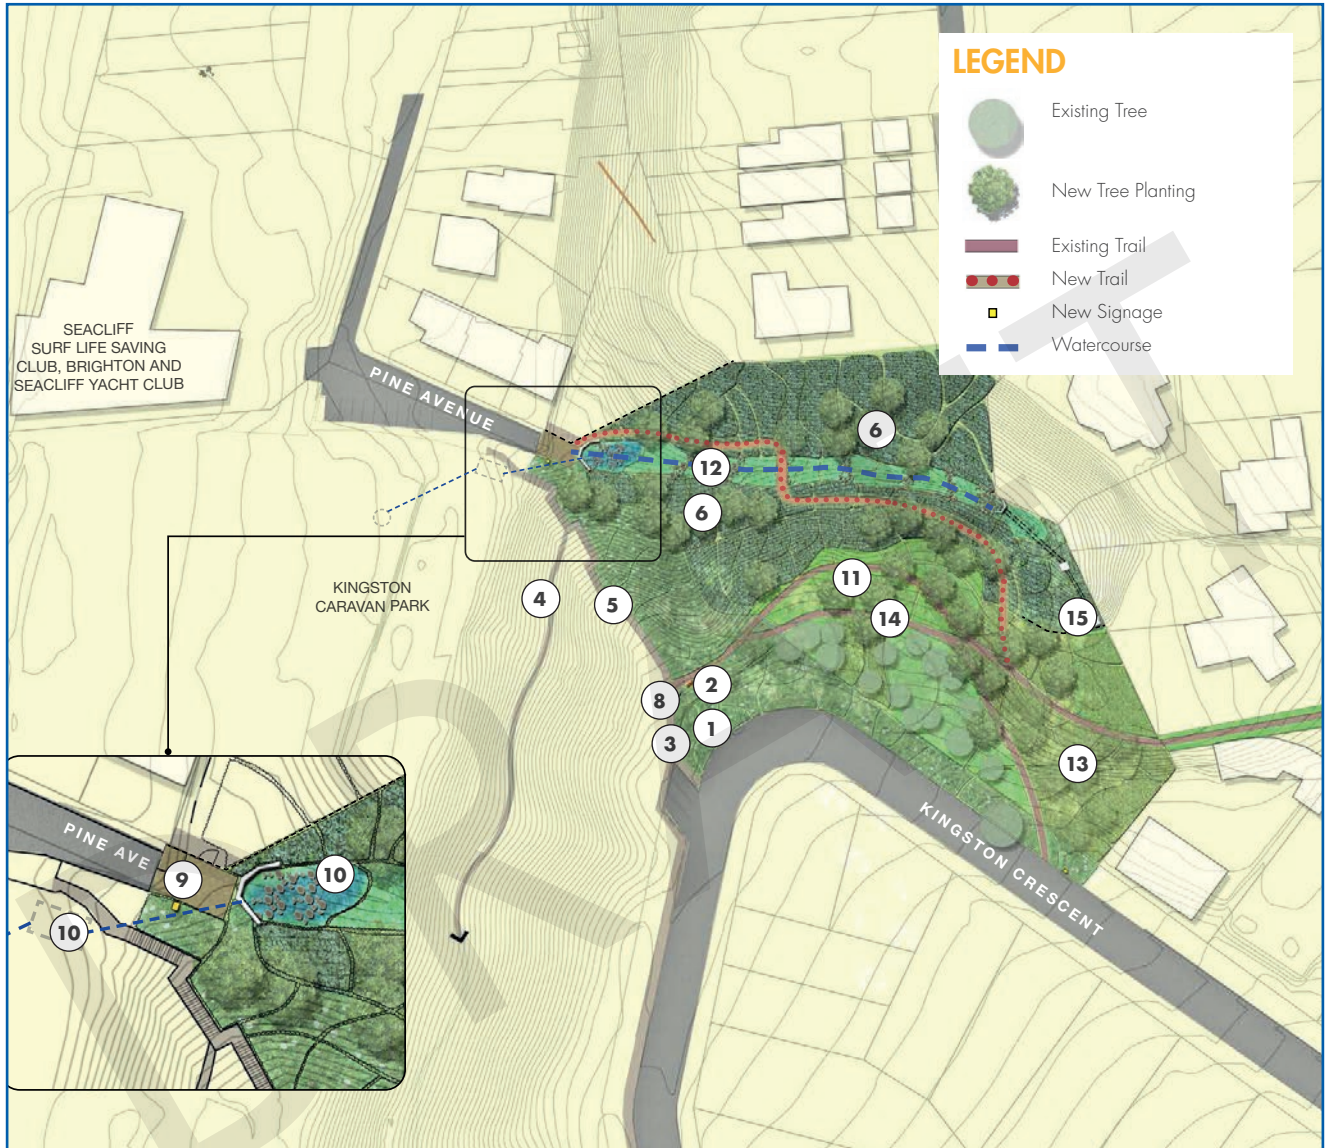 LEGEND
Existing Tree
New Tree Planting
Existing Trail
New Trail
New Signage
Watercourse
SEACLIFF
SURF LIFE SAVING
CLUB, BRIGHTON AND
SEACLIFF YACHT CLUB
PINE AVENUE
6
12
6
KINGSTON
CARAVAN PARK
4
5
11
14
15
2
8
1
3
13
KINGSTON CRESCENT
PINE AVE
9
10
10
DRAFT